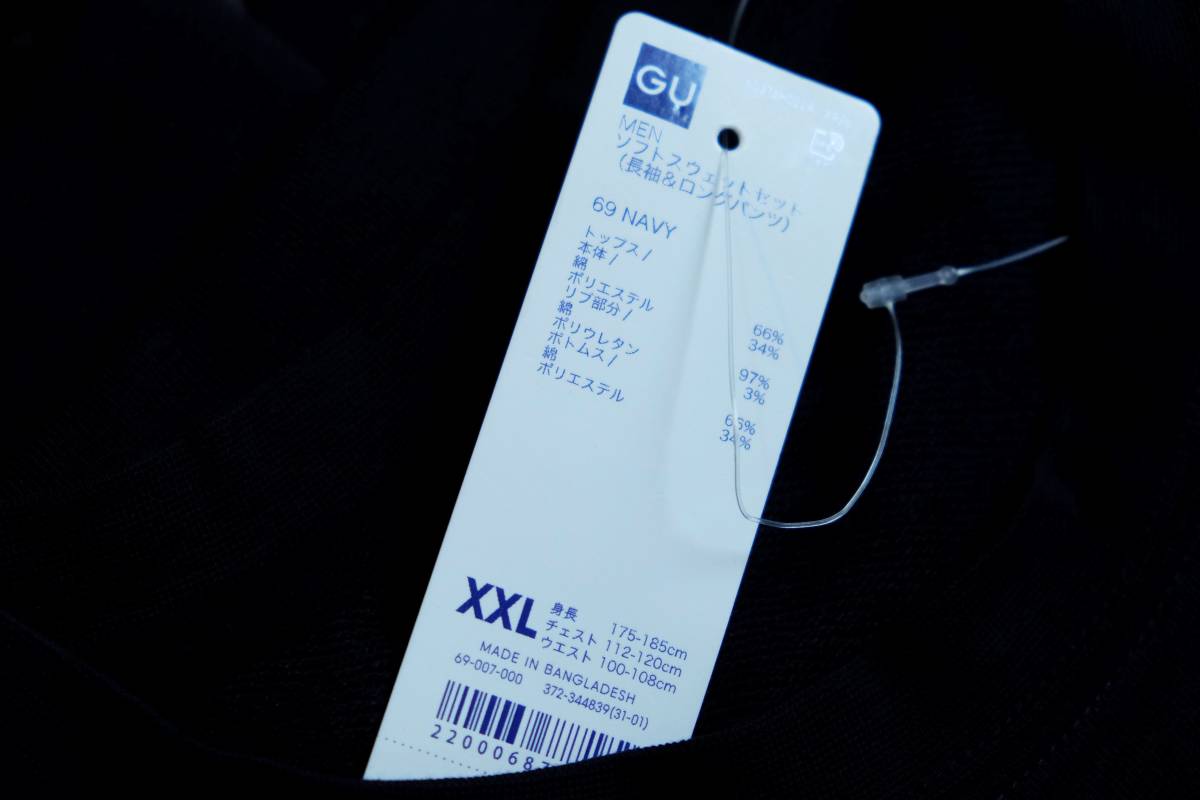 GU
MEN
ソフトスウェットセット
(長袖&ロングパンツ)
69 NAVY
トップス/
本体/
綿 66%
ポリエステル 34%
リブ部分/
綿 97%
ポリウレタン 3%
ボトムス/
綿 66%
ポリエステル 34%
XXL
身長 175-185cm
チェスト 112-120cm
ウエスト 100-108cm
MADE IN BANGLADESH
69-007-000 372-344839(31-01)
2200068